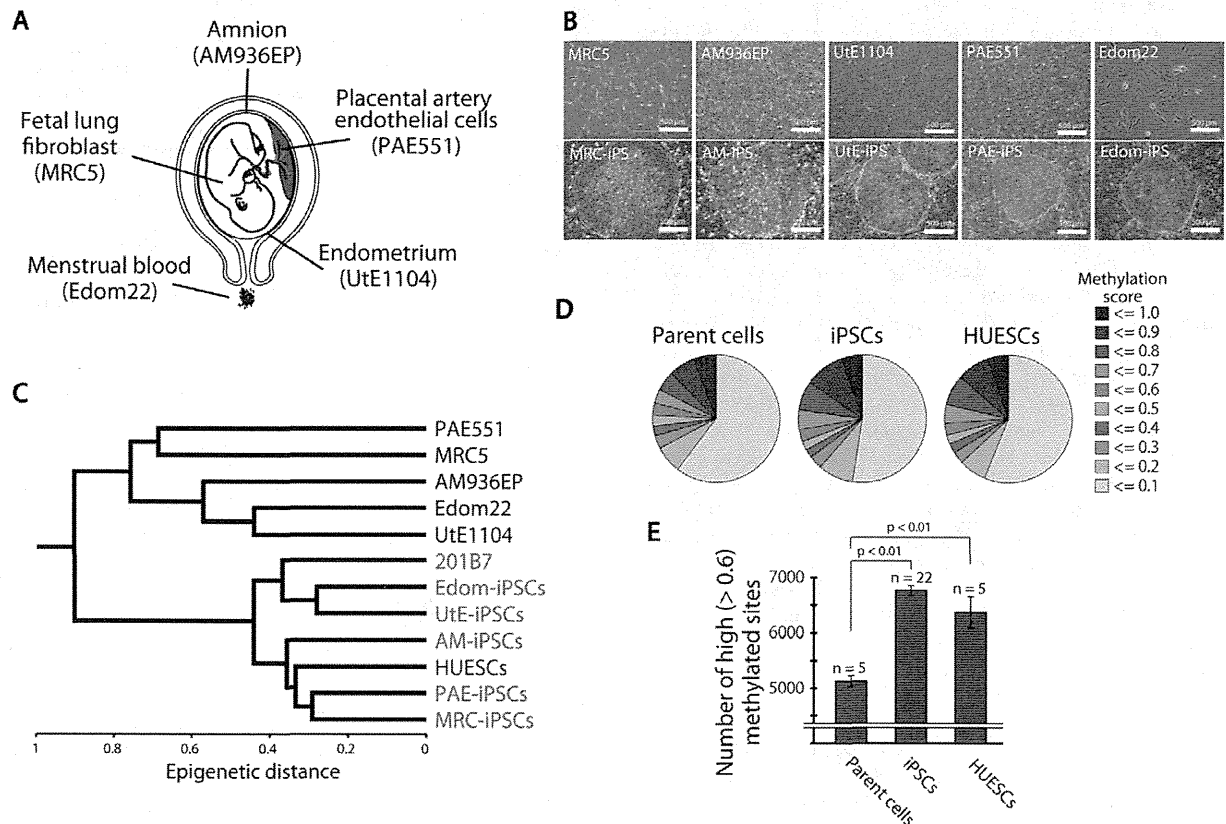 A
Amnion
(AM936EP)
Fetal lung
fibroblast
(MRC5)
Placental artery
endothelial cells
(PAE551)
Menstrual blood
(Edom22)
Endometrium
(UtE1104)
B
MRC5
AM936EP
UtE1104
PAE551
Edom22
500 μm
500 μm
500 μm
500 μm
500 μm
MRC-iPS
AM-iPS
UtE-iPS
PAE-iPS
Edom-iPS
500 μm
500 μm
500 μm
500 μm
500 μm
C
PAE551
MRC5
AM936EP
Edom22
UtE1104
201B7
Edom-iPSCs
UtE-iPSCs
AM-iPSCs
HUESCs
PAE-iPSCs
MRC-iPSCs
1 0.8 0.6 0.4 0.2 0
Epigenetic distance
D
Parent cells
iPSCs
HUESCs
Methylation
score
<= 1.0
<= 0.9
<= 0.8
<= 0.7
<= 0.6
<= 0.5
<= 0.4
<= 0.3
<= 0.2
<= 0.1
E
p < 0.01
p < 0.01
n = 22
n = 5
n = 5
7000
6000
5000
Number of high (> 0.6)
methylated sites
Parent cells
iPSCs
HUESCs